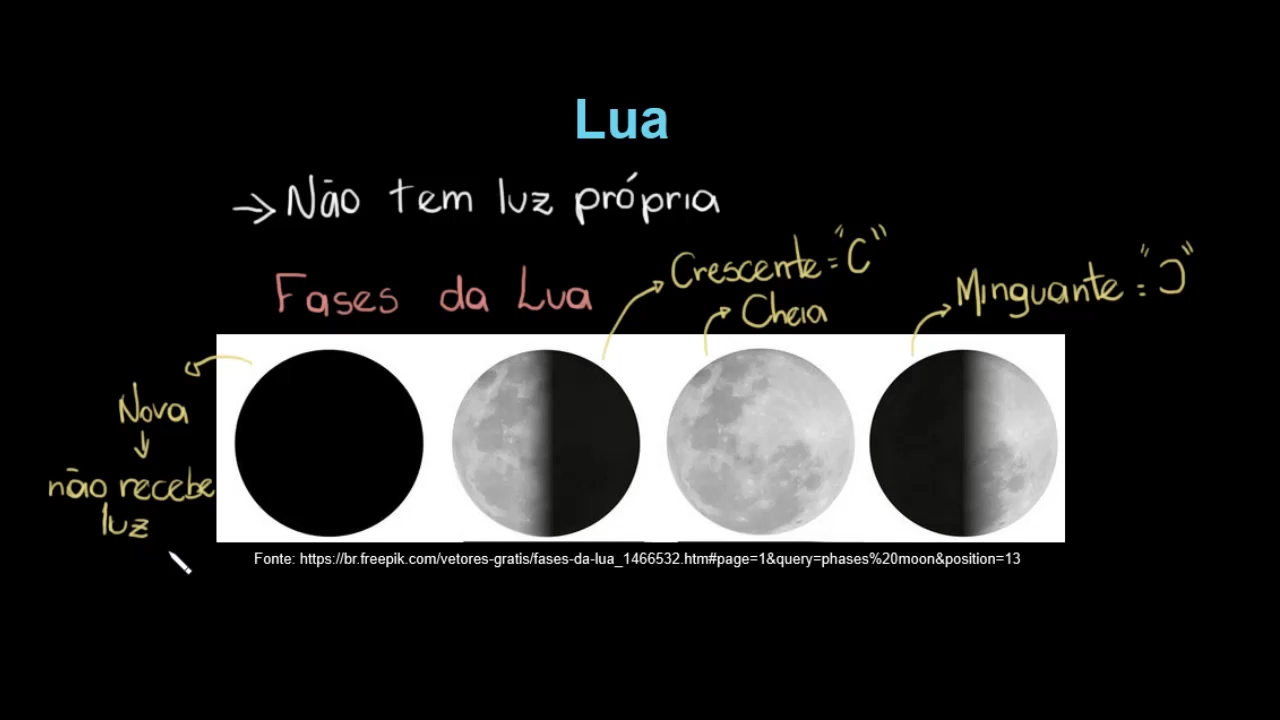 Lua
→ Não tem luz própria
Fases da Lua
Crescente = "C"
Cheia
Minguante = "Ɔ"
Nova
↓
não recebe
luz
Fonte: https://br.freepik.com/vetores-gratis/fases-da-lua_1466532.htm#page=1&query=phases%20moon&position=13